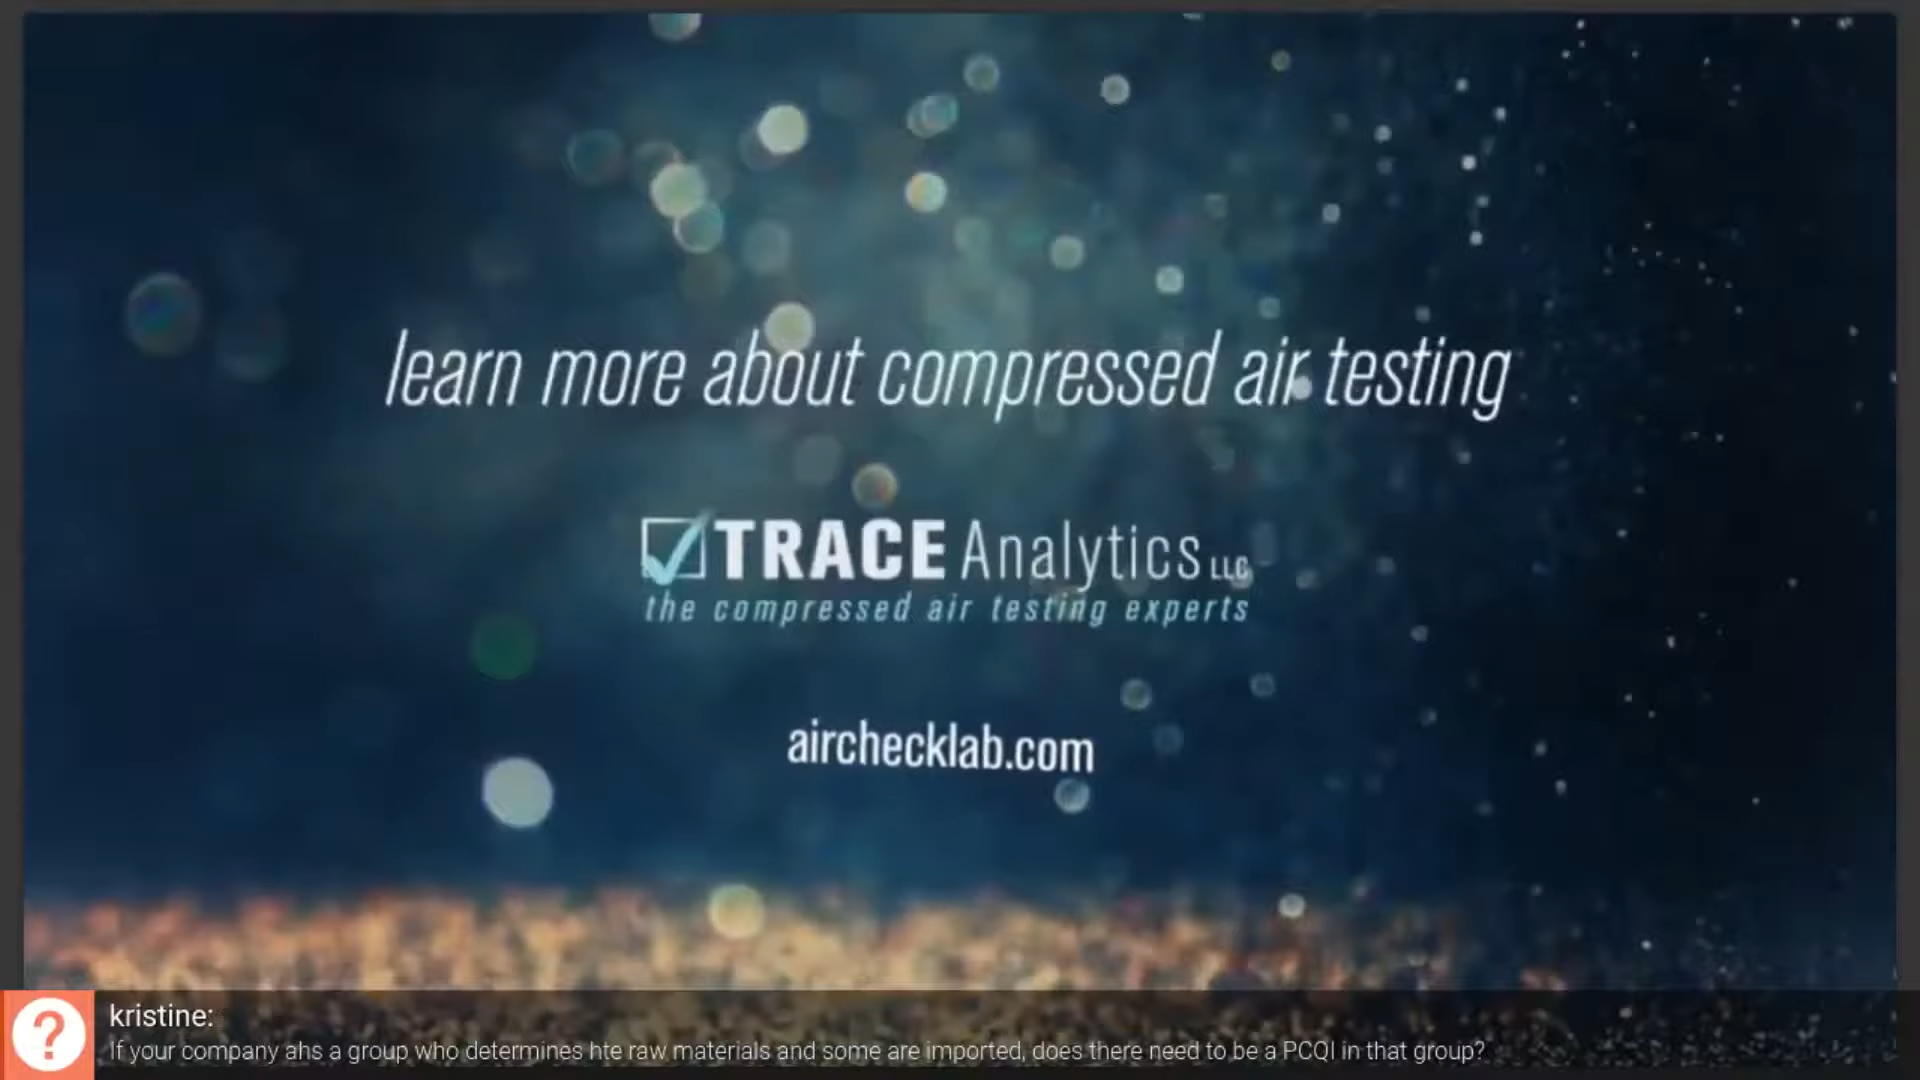 learn more about compressed air testing
TRACE Analytics LLC
the compressed air testing experts
airchecklab.com
?
kristine:
If your company ahs a group who determines hte raw materials and some are imported, does there need to be a PCQI in that group?